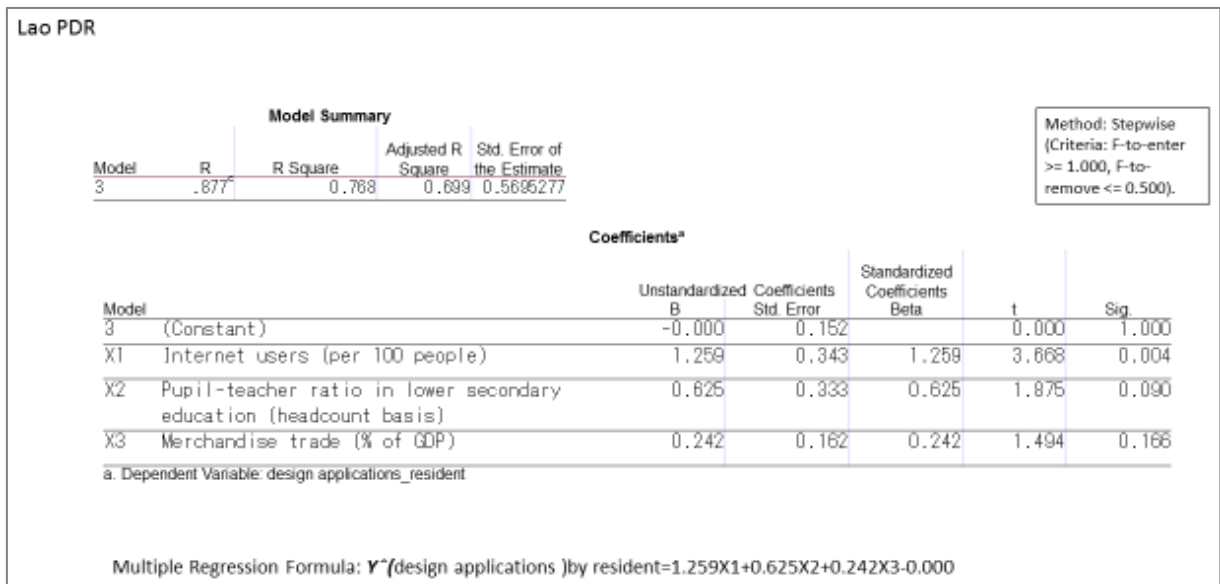 Lao PDR
Model Summary
Method: Stepwise
(Criteria: F-to-enter
>= 1.000, F-to-
remove <= 0.500).
Adjusted R Std. Error of
Model R R Square Square the Estimate
3 .877c 0.768 0.699 0.5695277
Coefficientsa
Standardized
Unstandardized Coefficients Coefficients
Model B Std. Error Beta t Sig.
3 (Constant) -0.000 0.152 0.000 1.000
X1 Internet users (per 100 people) 1.259 0.343 1.259 3.668 0.004
X2 Pupil-teacher ratio in lower secondary 0.625 0.333 0.625 1.875 0.090
education (headcount basis)
X3 Merchandise trade (% of GDP) 0.242 0.162 0.242 1.494 0.166
a. Dependent Variable: design applications_resident
Multiple Regression Formula: Yˆ(design applications )by resident=1.259X1+0.625X2+0.242X3-0.000